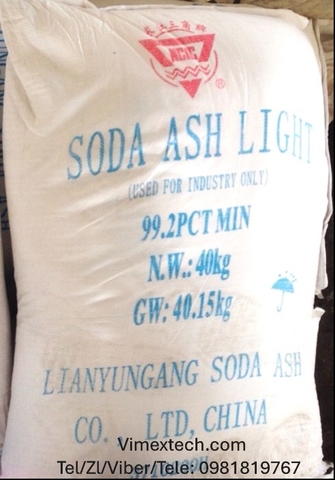 SODA ASH LIGHT
(USED FOR INDUSTRY ONLY)
99.2PCT MIN
N.W.: 40kg
GW: 40.15kg
LIANYUNGANG SODA ASH
CO., LTD, CHINA
Vimextech.com
Tel/Zl/Viber/Tele: 0981819767